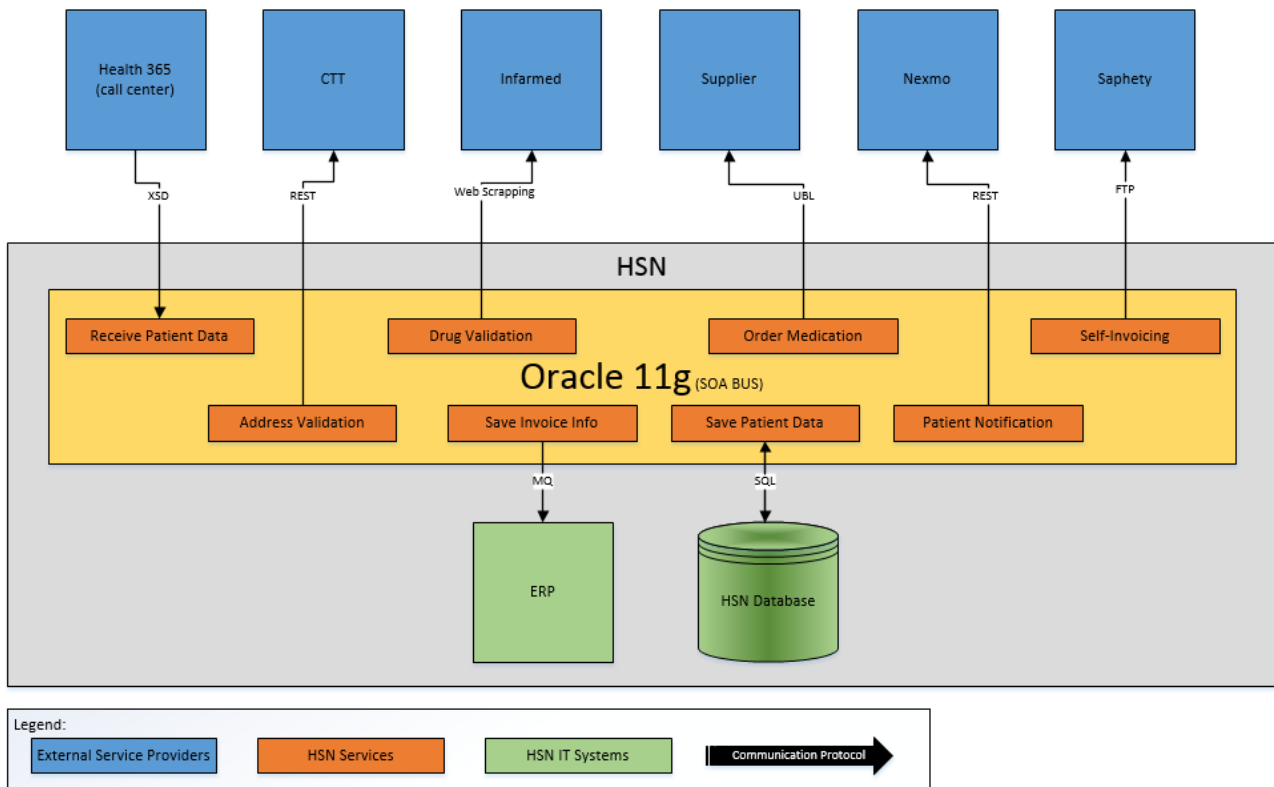 Health 365
(call center)
CTT
Infarmed
Supplier
Nexmo
Saphety
XSD
REST
Web Scrapping
UBL
REST
FTP
HSN
Receive Patient Data
Drug Validation
Order Medication
Self-Invoicing
Oracle 11g (SOA BUS)
Address Validation
Save Invoice Info
Save Patient Data
Patient Notification
MQ
SQL
ERP
HSN Database
Legend:
External Service Providers
HSN Services
HSN IT Systems
Communication Protocol